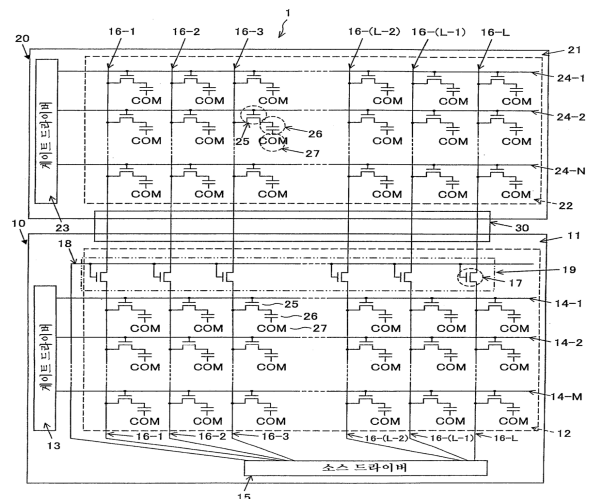 1
16-1 16-2 16-3 16-(L-2) 16-(L-1) 16-L
20 21
24-1
COM COM COM COM COM COM
24-2
COM COM COM COM COM COM
26
25
27
24-N
COM COM COM COM COM COM
게이트 드라이버
23 22
30
10 11
18
19
17
14-1
25
26
COM COM COM 27 COM COM COM
14-2
COM COM COM COM COM COM
14-M
COM COM COM COM COM COM
게이트 드라이버
16-1 16-2 16-3 16-(L-2) 16-(L-1) 16-L
13 12
소스 드라이버
15